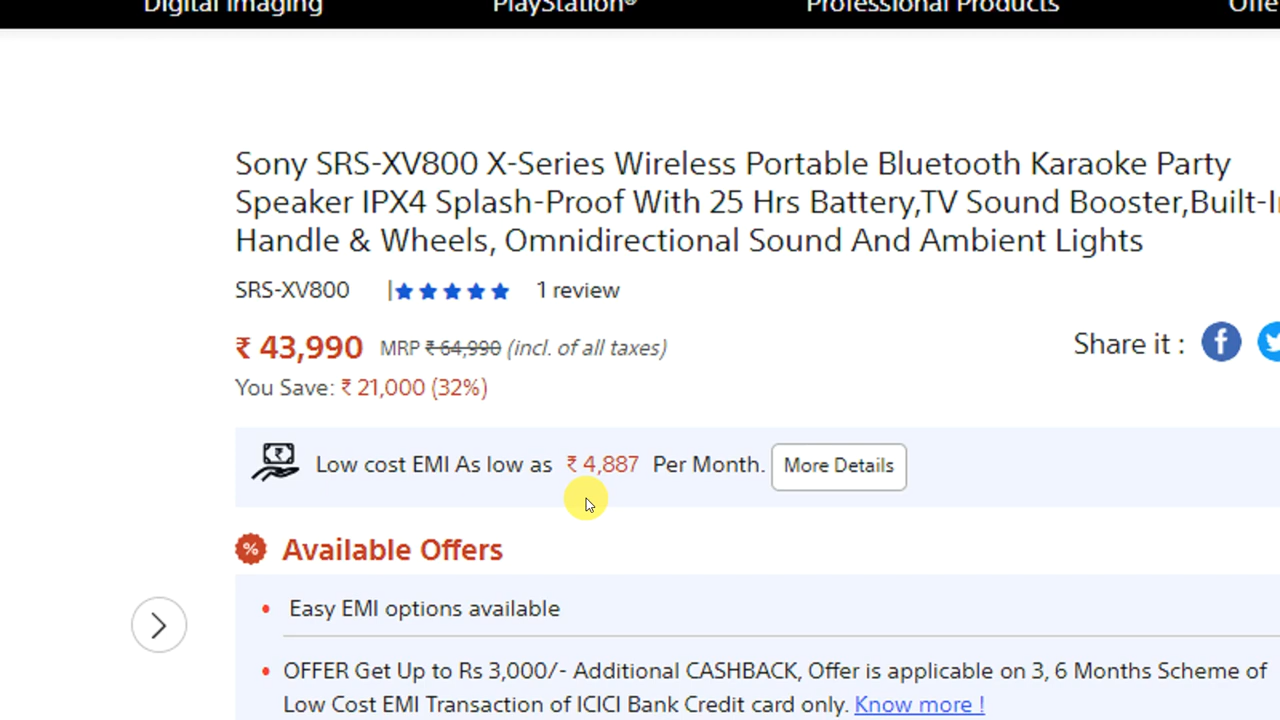 Digital Imaging PlayStation® Professional Products
Sony SRS-XV800 X-Series Wireless Portable Bluetooth Karaoke Party
Speaker IPX4 Splash-Proof With 25 Hrs Battery,TV Sound Booster,Built-In
Handle & Wheels, Omnidirectional Sound And Ambient Lights
SRS-XV800 | 1 review
₹ 43,990 MRP ₹ 64,990 (incl. of all taxes) Share it :
You Save: ₹ 21,000 (32%)
Low cost EMI As low as ₹ 4,887 Per Month. More Details
% Available Offers
• Easy EMI options available
• OFFER Get Up to Rs 3,000/- Additional CASHBACK, Offer is applicable on 3, 6 Months Scheme of
Low Cost EMI Transaction of ICICI Bank Credit card only. Know more !